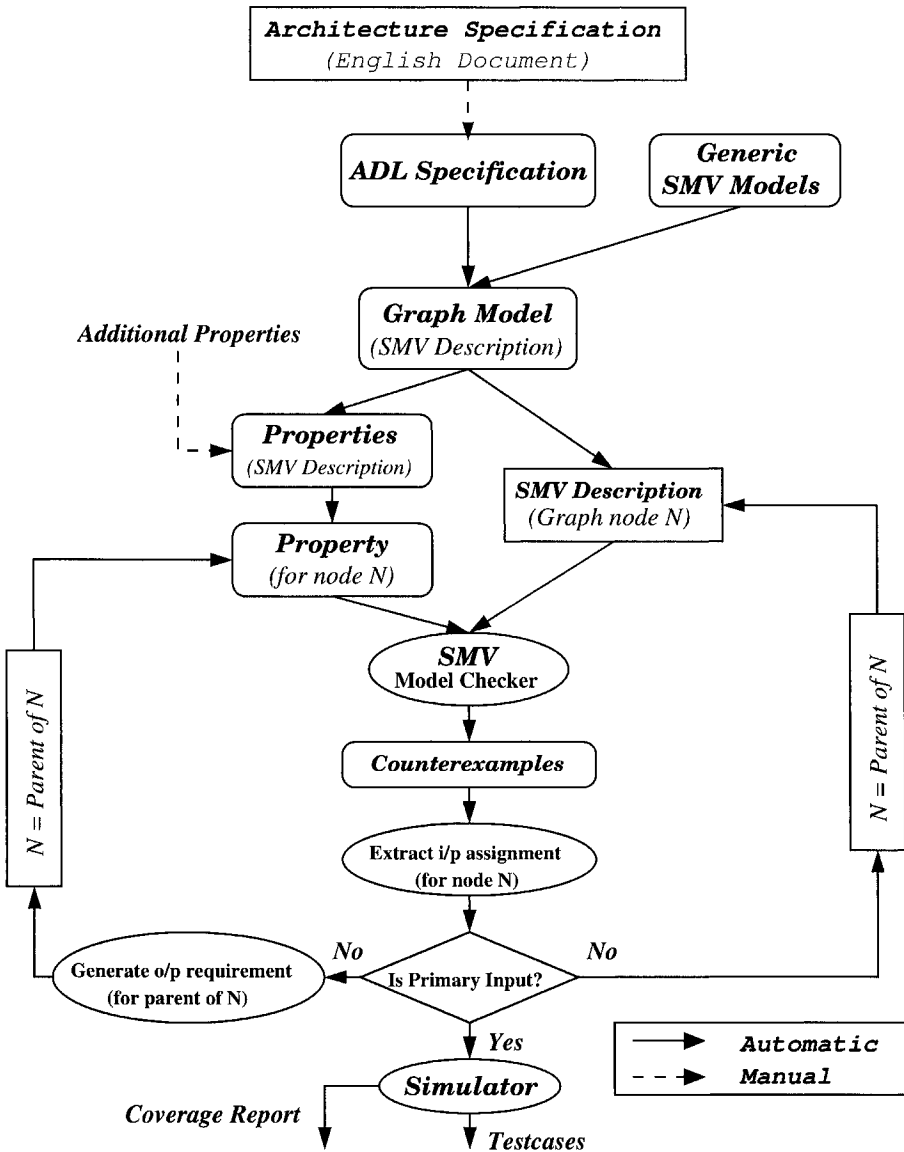 Architecture Specification
(English Document)
ADL Specification
Generic
SMV Models
Graph Model
(SMV Description)
Additional Properties
Properties
(SMV Description)
SMV Description
(Graph node N)
Property
(for node N)
SMV
Model Checker
N = Parent of N
N = Parent of N
Counterexamples
Extract i/p assignment
(for node N)
No
No
Generate o/p requirement
(for parent of N)
Is Primary Input?
Yes
Automatic
Manual
Simulator
Coverage Report
Testcases